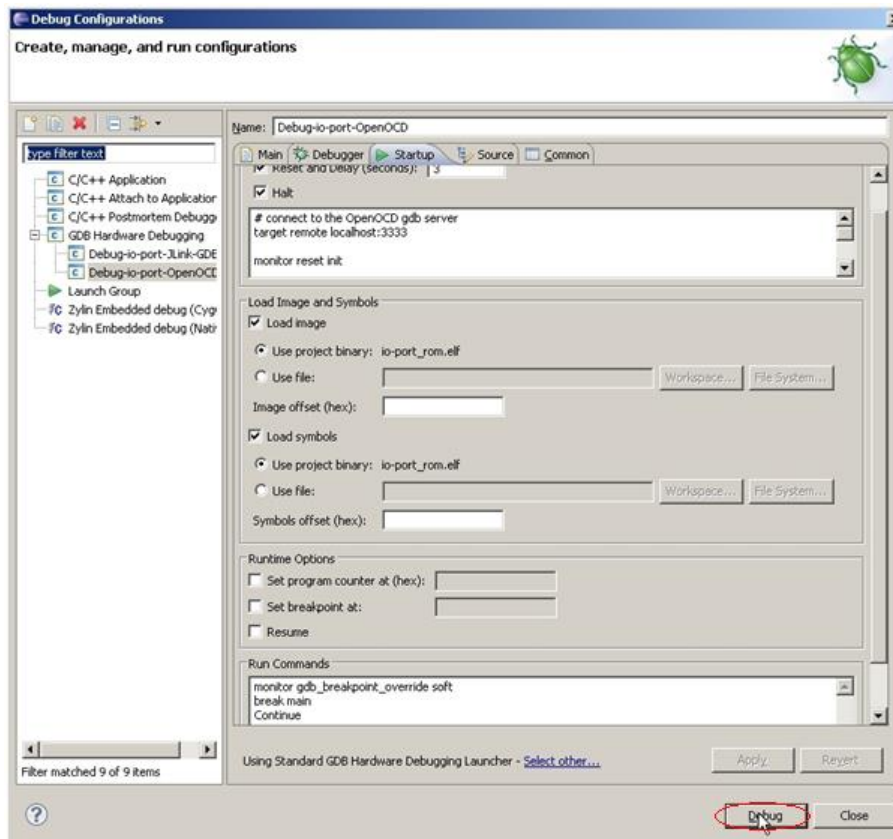 Debug Configurations
Create, manage, and run configurations
type filter text
C/C++ Application
C/C++ Attach to Application
C/C++ Postmortem Debugg
GDB Hardware Debugging
Debug-io-port-JLink-GDB
Debug-io-port-OpenOCD
Launch Group
Zylin Embedded debug (Cyg
Zylin Embedded debug (Nati
Filter matched 9 of 9 items
Name: Debug-io-port-OpenOCD
Main Debugger Startup Source Common
Reset and Delay (seconds): 3
Halt
# connect to the OpenOCD gdb server
target remote localhost:3333
monitor reset init
Load Image and Symbols
Load image
Use project binary: io-port_rom.elf
Use file: Workspace... File System...
Image offset (hex):
Load symbols
Use project binary: io-port_rom.elf
Use file: Workspace... File System...
Symbols offset (hex):
Runtime Options
Set program counter at (hex):
Set breakpoint at:
Resume
Run Commands
monitor gdb_breakpoint_override soft
break main
Continue
Using Standard GDB Hardware Debugging Launcher - Select other...
Apply Revert
Debug Close